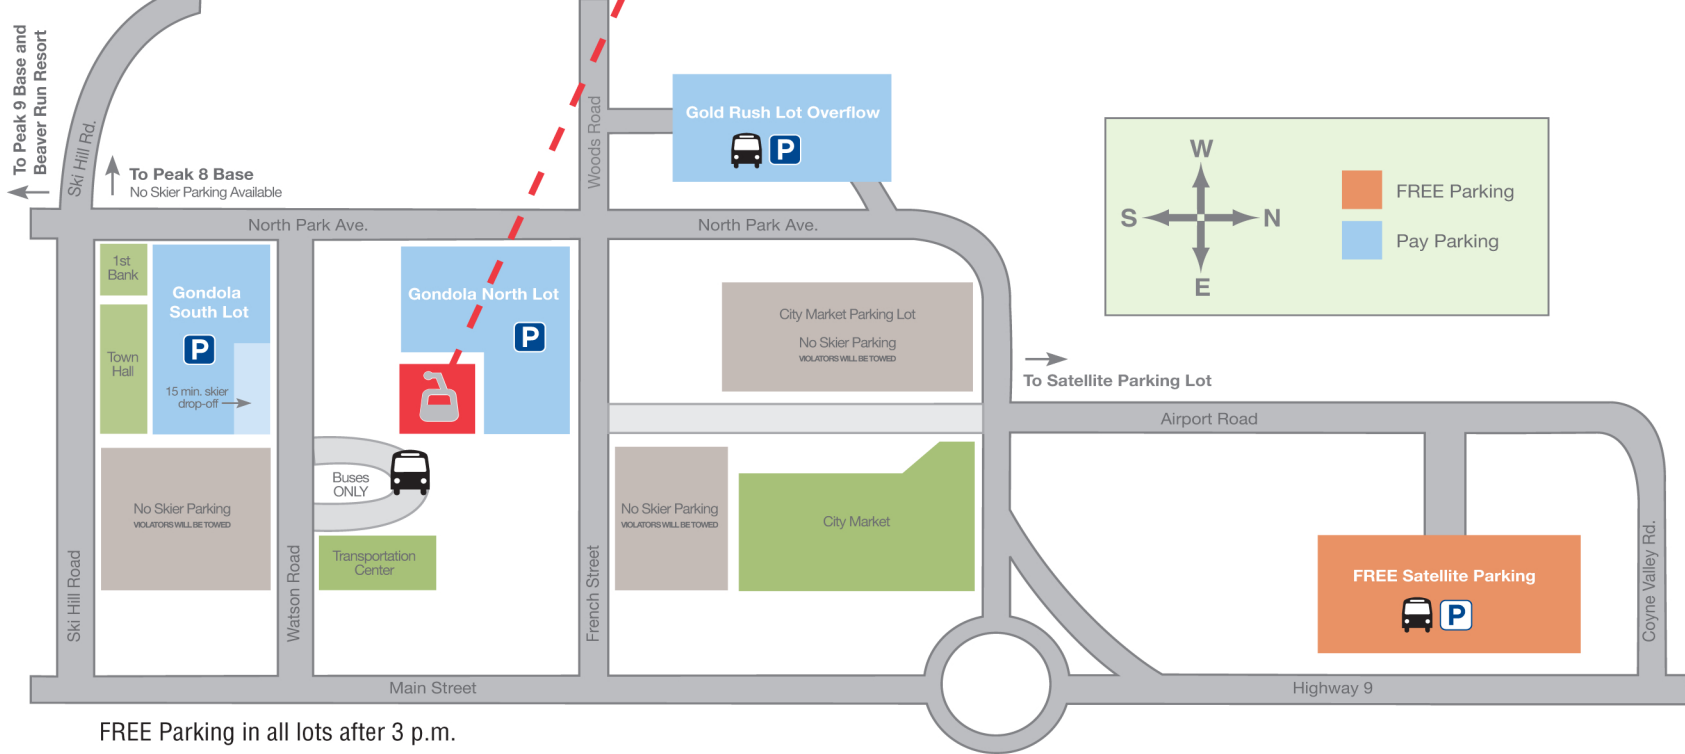 To Peak 9 Base and
Beaver Run Resort
Ski Hill Rd.
To Peak 8 Base
No Skier Parking Available
Woods Road
Gold Rush Lot Overflow
P
W
S
N
E
FREE Parking
Pay Parking
North Park Ave.
North Park Ave.
1st
Bank
Town
Hall
Gondola
South Lot
P
15 min. skier
drop-off
Gondola North Lot
P
City Market Parking Lot
No Skier Parking
VIOLATORS WILL BE TOWED
To Satellite Parking Lot
Airport Road
No Skier Parking
VIOLATORS WILL BE TOWED
Buses
ONLY
Transportation
Center
No Skier Parking
VIOLATORS WILL BE TOWED
City Market
FREE Satellite Parking
P
Ski Hill Road
Watson Road
French Street
Coyne Valley Rd.
Main Street
Highway 9
FREE Parking in all lots after 3 p.m.